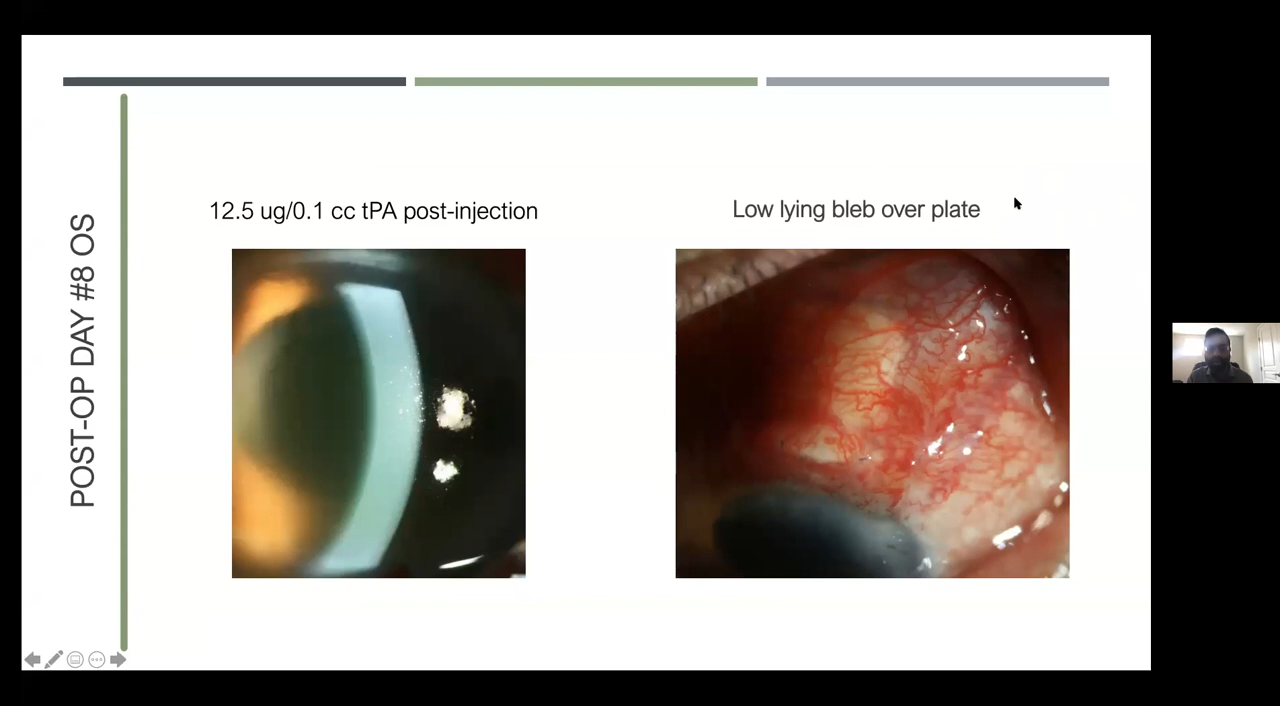 POST-OP DAY #8 OS
12.5 ug/0.1 cc tPA post-injection
Low lying bleb over plate